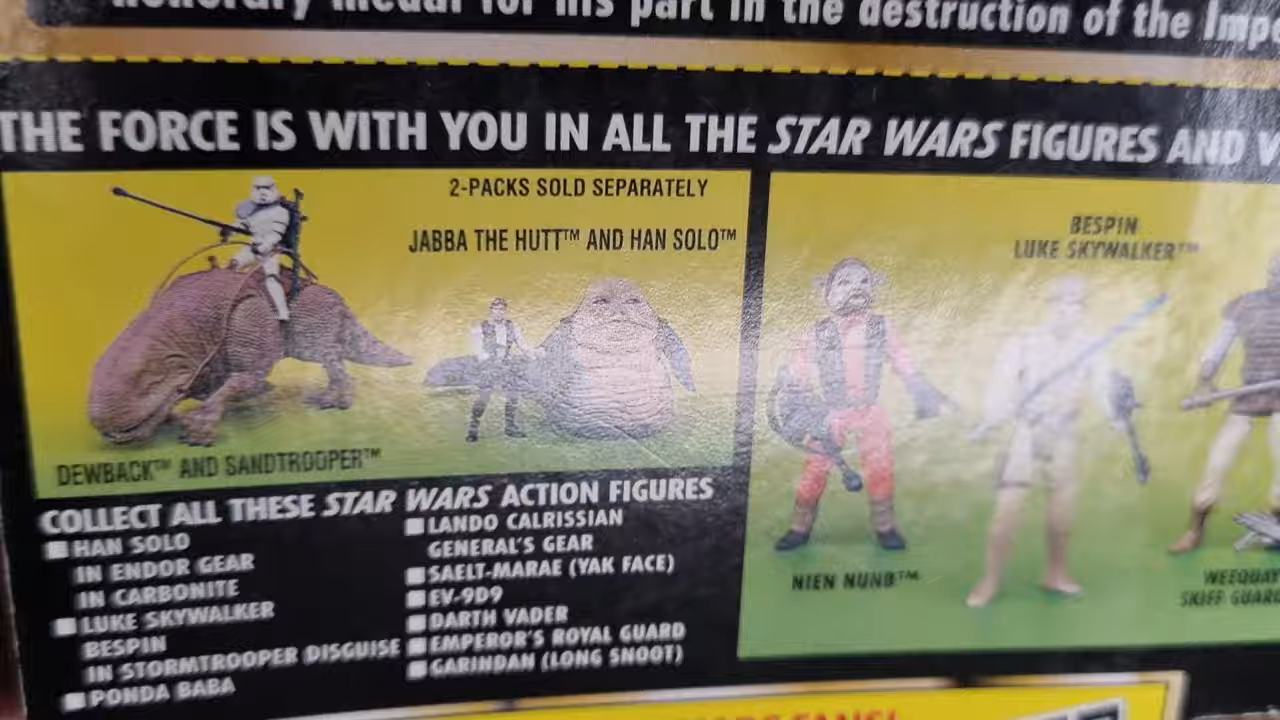 honorary medal for his part in the destruction of the Impe
THE FORCE IS WITH YOU IN ALL THE STAR WARS FIGURES AND V
2-PACKS SOLD SEPARATELY
JABBA THE HUTT™ AND HAN SOLO™
DEWBACK™ AND SANDTROOPER™
BESPIN
LUKE SKYWALKER™
NIEN NUNB™
WEEQUAY
SKIFF GUARD
COLLECT ALL THESE STAR WARS ACTION FIGURES
HAN SOLO
IN ENDOR GEAR
IN CARBONITE
LUKE SKYWALKER
BESPIN
IN STORMTROOPER DISGUISE
PONDA BABA
LANDO CALRISSIAN
GENERAL'S GEAR
SAELT-MARAE (YAK FACE)
EV-9D9
DARTH VADER
EMPEROR'S ROYAL GUARD
GARINDAN (LONG SNOOT)
FANS!